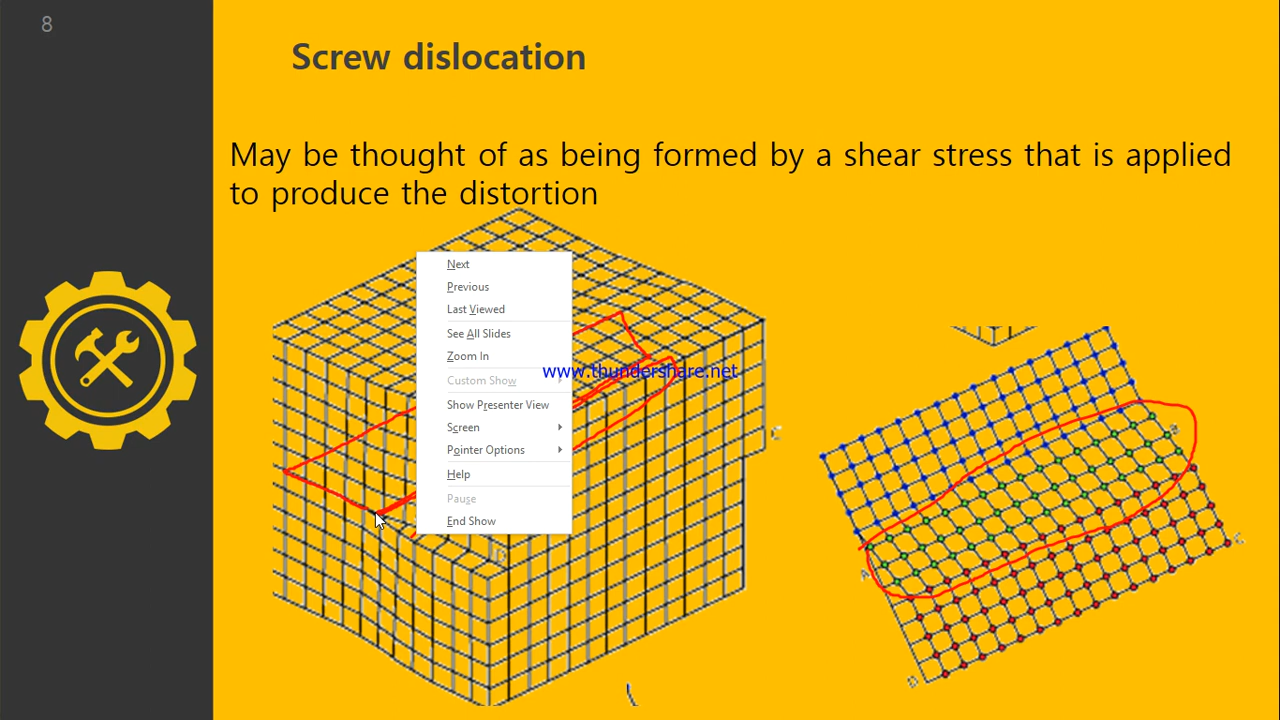 8
Screw dislocation
May be thought of as being formed by a shear stress that is applied
to produce the distortion
Next
Previous
Last Viewed
See All Slides
Zoom In
www.thundershare.net
Custom Show
Show Presenter View
Screen
Pointer Options
Help
Pause
End Show
C
D
A
B
C
D